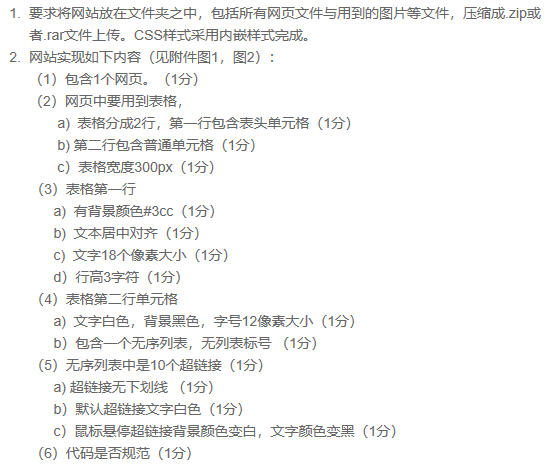 1. 要求将网站放在文件夹之中，包括所有网页文件与用到的图片等文件，压缩成.zip或
者.rar文件上传。CSS样式采用内嵌样式完成。
2. 网站实现如下内容（见附件图1，图2）：
（1）包含1个网页。（1分）
（2）网页中要用到表格，
a) 表格分成2行，第一行包含表头单元格（1分）
b) 第二行包含普通单元格（1分）
c）表格宽度300px（1分）
（3）表格第一行
a）有背景颜色#3cc（1分）
b）文本居中对齐（1分）
c）文字18个像素大小（1分）
d）行高3字符（1分）
（4）表格第二行单元格
a）文字白色，背景黑色，字号12像素大小（1分）
b）包含一个无序列表，无列表标号 （1分）
（5）无序列表中是10个超链接（1分）
a) 超链接无下划线 （1分）
b）默认超链接文字白色（1分）
c）鼠标悬停超链接背景颜色变白，文字颜色变黑（1分）
（6）代码是否规范（1分）